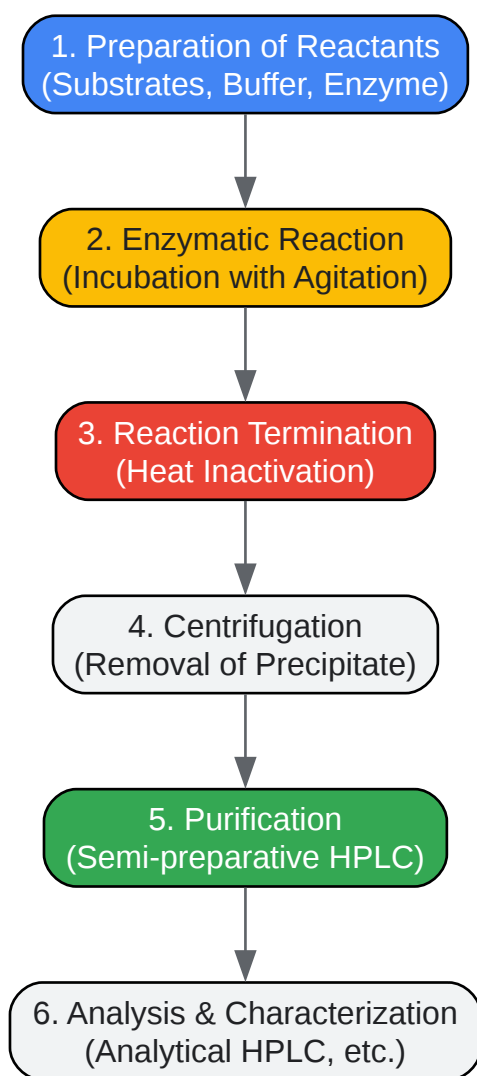 1. Preparation of Reactants
(Substrates, Buffer, Enzyme)
2. Enzymatic Reaction
(Incubation with Agitation)
3. Reaction Termination
(Heat Inactivation)
4. Centrifugation
(Removal of Precipitate)
5. Purification
(Semi-preparative HPLC)
6. Analysis & Characterization
(Analytical HPLC, etc.)